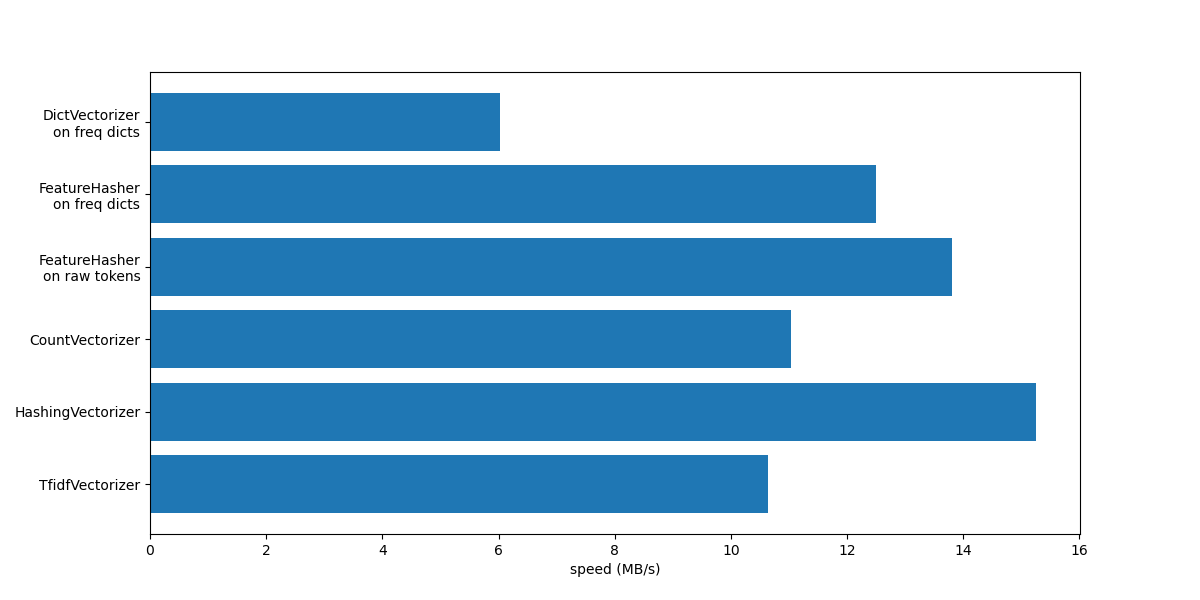 DictVectorizer
on freq dicts
FeatureHasher
on freq dicts
FeatureHasher
on raw tokens
CountVectorizer
HashingVectorizer
TfidfVectorizer
0 2 4 6 8 10 12 14 16
speed (MB/s)